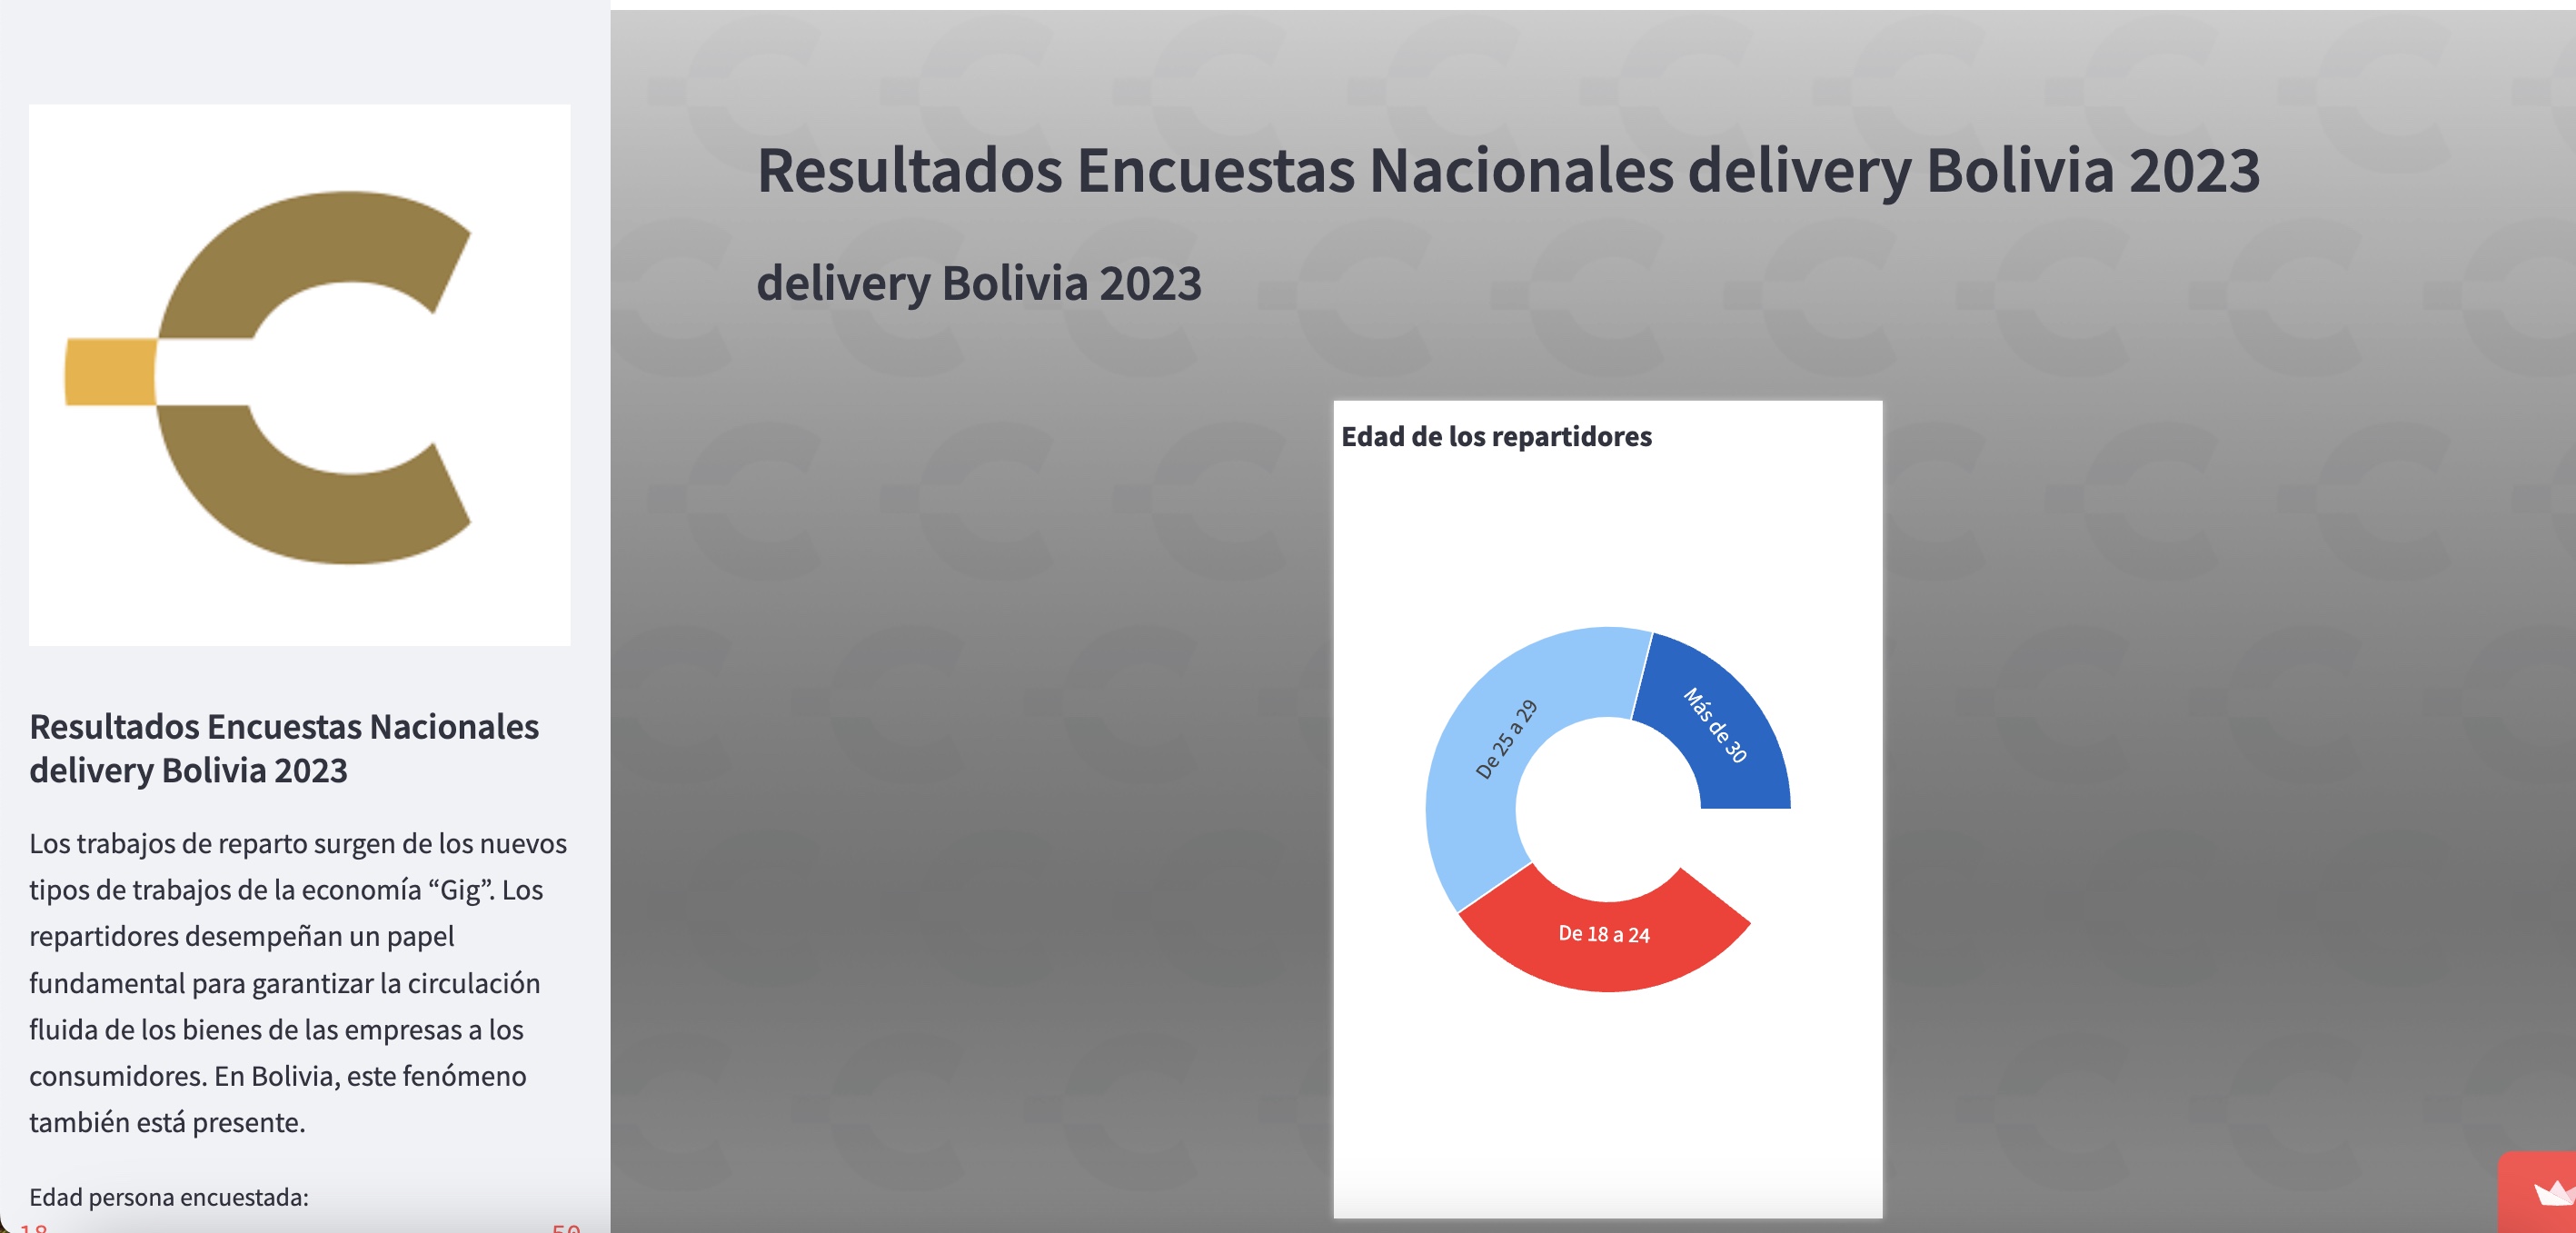 Resultados Encuestas Nacionales
delivery Bolivia 2023
Los trabajos de reparto surgen de los nuevos
tipos de trabajos de la economía “Gig”. Los
repartidores desempeñan un papel
fundamental para garantizar la circulación
fluida de los bienes de las empresas a los
consumidores. En Bolivia, este fenómeno
también está presente.
Edad persona encuestada:
18 50
Resultados Encuestas Nacionales delivery Bolivia 2023
delivery Bolivia 2023
Edad de los repartidores
Más de 30
De 25 a 29
De 18 a 24